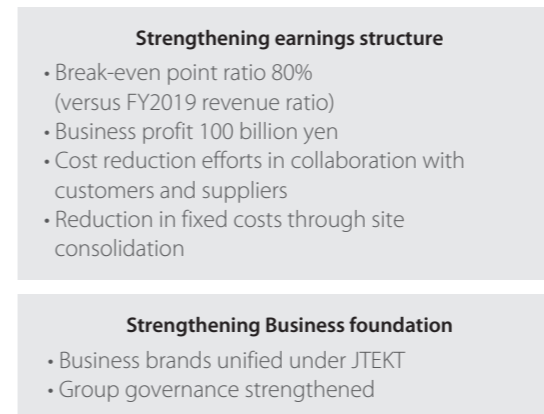 Strengthening earnings structure
• Break-even point ratio 80%
(versus FY2019 revenue ratio)
• Business profit 100 billion yen
• Cost reduction efforts in collaboration with
customers and suppliers
• Reduction in fixed costs through site
consolidation
Strengthening Business foundation
• Business brands unified under JTEKT
• Group governance strengthened